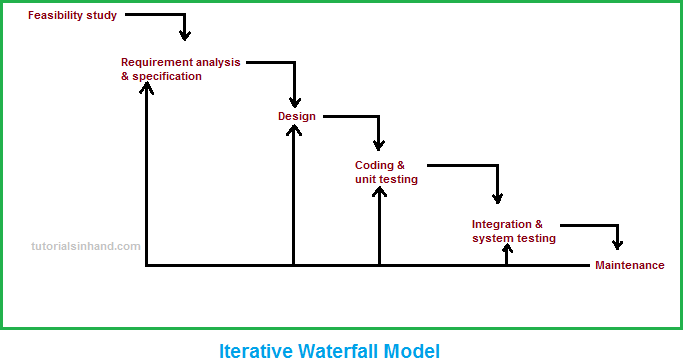 Feasibility study
Requirement analysis
& specification
Design
Coding &
unit testing
Integration &
system testing
tutorialsinhand.com
Maintenance
Iterative Waterfall Model